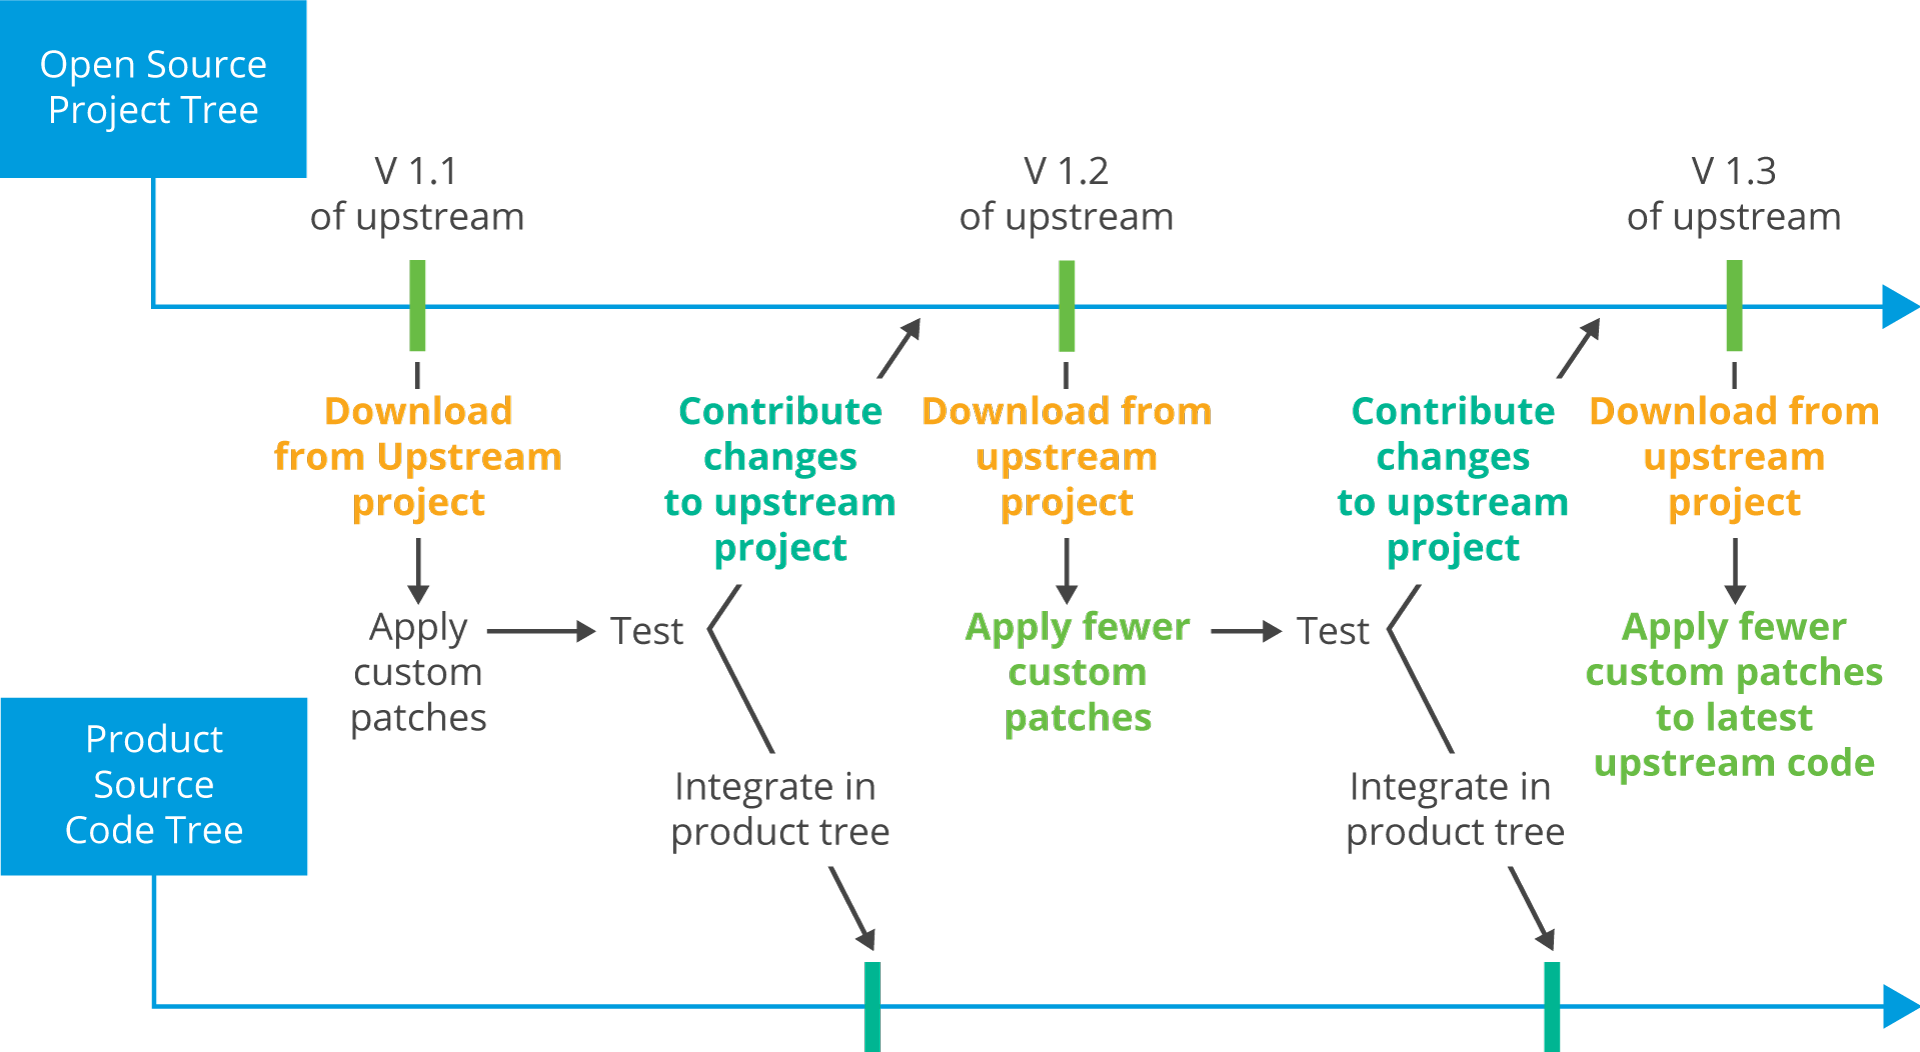 Open Source
Project Tree
V 1.1
of upstream
V 1.2
of upstream
V 1.3
of upstream
Download
from Upstream
project
Contribute
changes
to upstream
project
Download from
upstream
project
Contribute
changes
to upstream
project
Download from
upstream
project
Apply
custom
patches
Test
Apply fewer
custom
patches
Test
Apply fewer
custom patches
to latest
upstream code
Product
Source
Code Tree
Integrate in
product tree
Integrate in
product tree